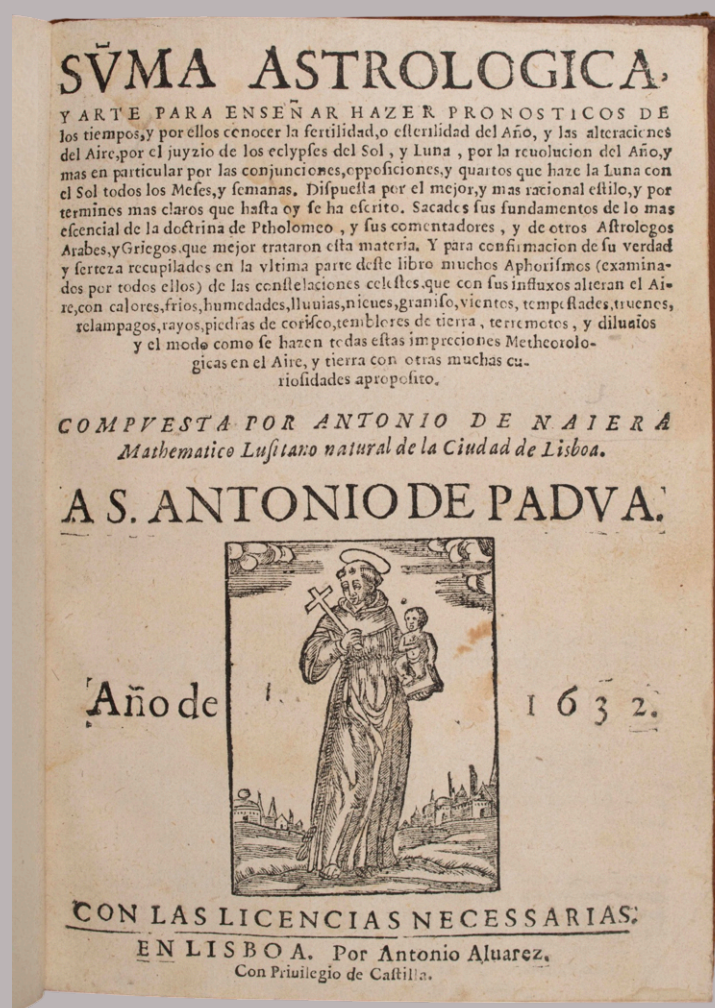 SṼMA ASTROLOGICA,
Y ARTE PARA ENSEÑAR HAZER PRONOSTICOS DE
los tiempos,y por ellos conocer la fertilidad,o esterilidad del Año, y las alteraciones
del Aire,por el juyzio de los eclypses del Sol, y Luna, por la reuolucion del Año,y
mas en particular por las conjunciones,opposiciones,y quartos que haze la Luna con
el Sol todos los Meses,y semanas. Dispuesta por el mejor,y mas racional estilo,y por
terminos mas claros que hasta oy se ha escrito. Sacados sus fundamentos de lo mas
escencial de la doctrina de Ptholomeo, y sus comentadores, y de otros Astrologos
Arabes,y Griegos.que mejor trataron esta materia. Y para confirmacion de su verdad
y serteza recupilados en la vltima parte deste libro muchos Aphorismos (examina-
dos por todos ellos) de las constelaciones celestes,que con sus influxos alteran el Ai-
re,con calores,frios,humedades,lluuias,nieues,graniso,vientos, tempestades,truenes,
relampagos,rayos,piedras de corisco,temblores de tierra, terremotos, y diluuios
y el modo como se hazen todas estas impreciones Metheorolo-
gicas en el Aire, y tierra con otras muchas cu-
riosidades aproposito.
COMPVESTA POR ANTONIO DE NAIERA
Mathematico Lusitano natural de la Ciudad de Lisboa.
A S. ANTONIO DE PADVA.
Año de 1632.
CON LAS LICENCIAS NECESSARIAS.
EN LISBOA. Por Antonio Aluarez.
Con Priuilegio de Castilla.